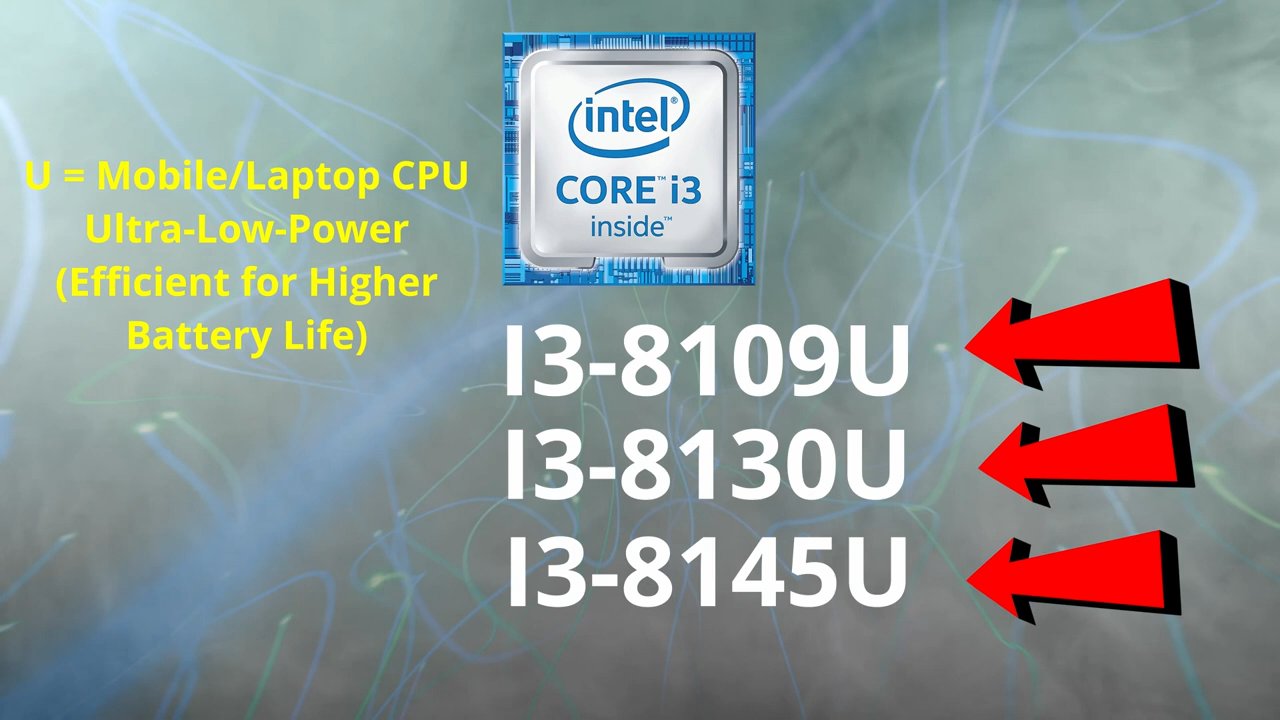 intel®
CORE™ i3
inside™
U = Mobile/Laptop CPU
Ultra-Low-Power
(Efficient for Higher
Battery Life)
I3-8109U
I3-8130U
I3-8145U